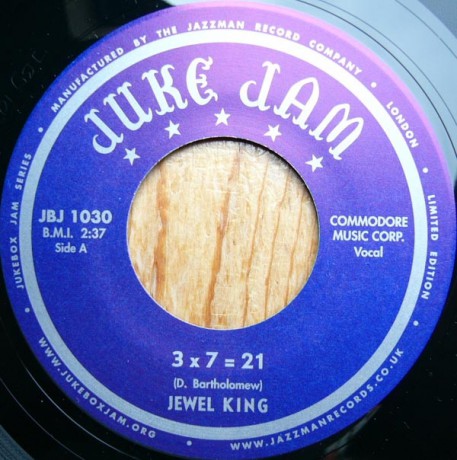 JUKEBOX JAM SERIES • MANUFACTURED BY THE JAZZMAN RECORD COMPANY • LONDON • LIMITED EDITION
JUKE JAM
JBJ 1030
B.M.I. 2:37
Side A
COMMODORE
MUSIC CORP.
Vocal
3 x 7 = 21
(D. Bartholomew)
JEWEL KING
WWW.JUKEBOXJAM.ORG • WWW.JAZZMANRECORDS.CO.UK